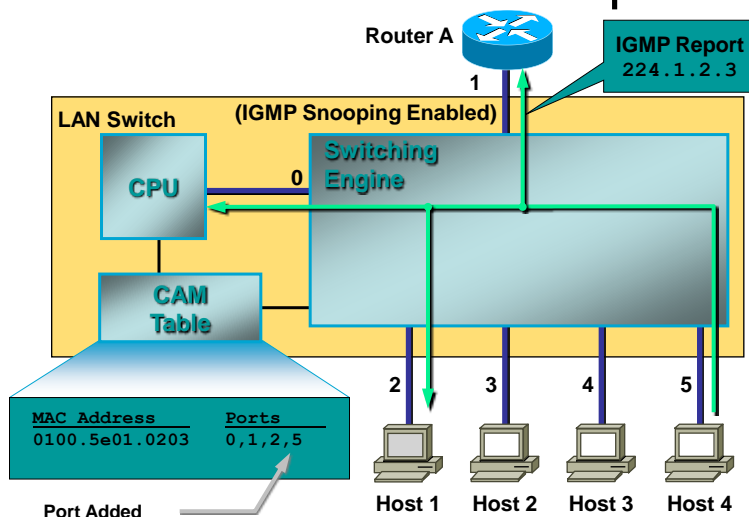 Router A
IGMP Report
224.1.2.3
1
LAN Switch
(IGMP Snooping Enabled)
Switching
Engine
CPU
0
CAM
Table
2
3
4
5
MAC Address Ports
0100.5e01.0203 0,1,2,5
Host 1
Host 2
Host 3
Host 4
Port Added